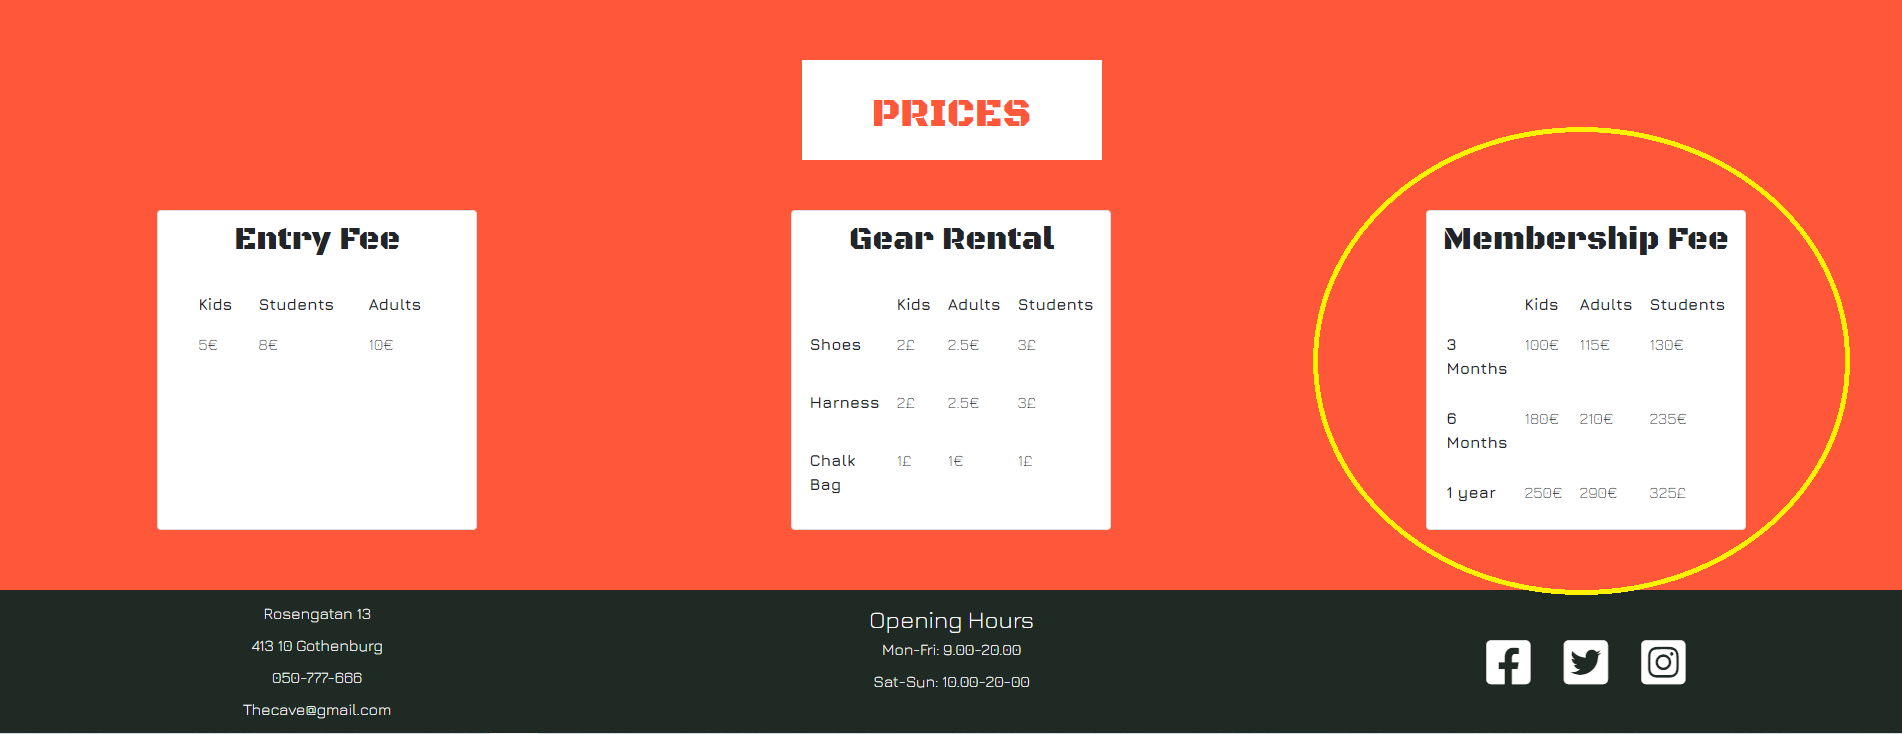 PRICES
Entry Fee
Kids Students Adults
5€ 8€ 10€
Gear Rental
Kids Adults Students
Shoes 2£ 2.5€ 3£
Harness 2£ 2.5€ 3£
Chalk Bag 1£ 1€ 1£
Membership Fee
Kids Adults Students
3 Months 100€ 115€ 130€
6 Months 180€ 210€ 235€
1 year 250€ 290€ 325£
Rosengatan 13
413 10 Gothenburg
050-777-666
Thecave@gmail.com
Opening Hours
Mon-Fri: 9.00-20.00
Sat-Sun: 10.00-20-00